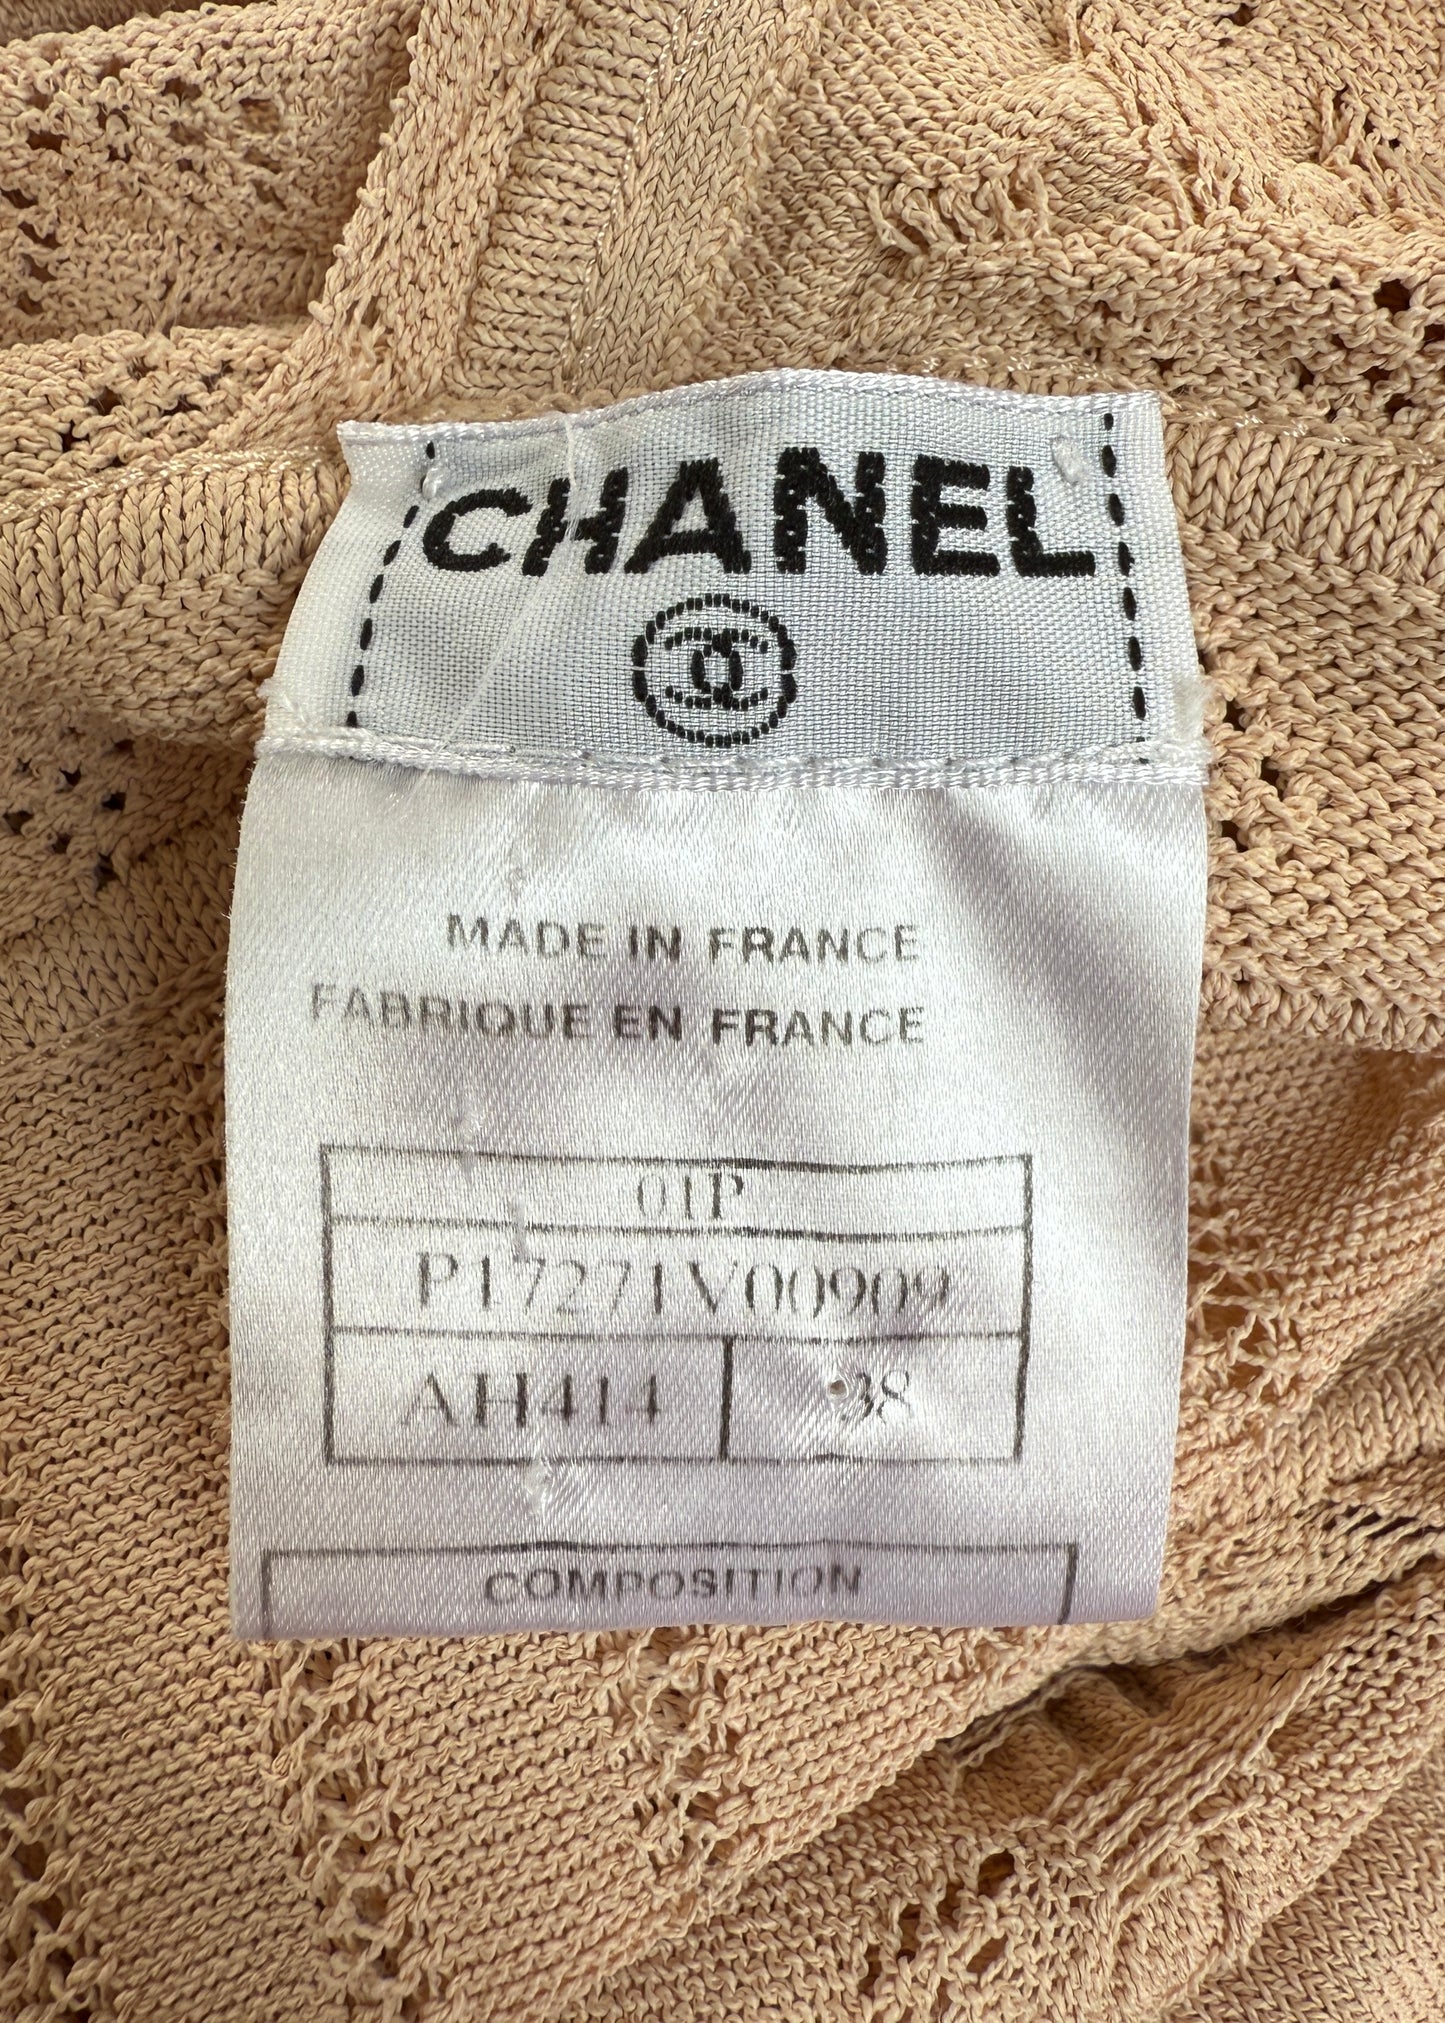 CHANEL
MADE IN FRANCE
FABRIQUE EN FRANCE
01P
P17271V00909
AH414 38
COMPOSITION